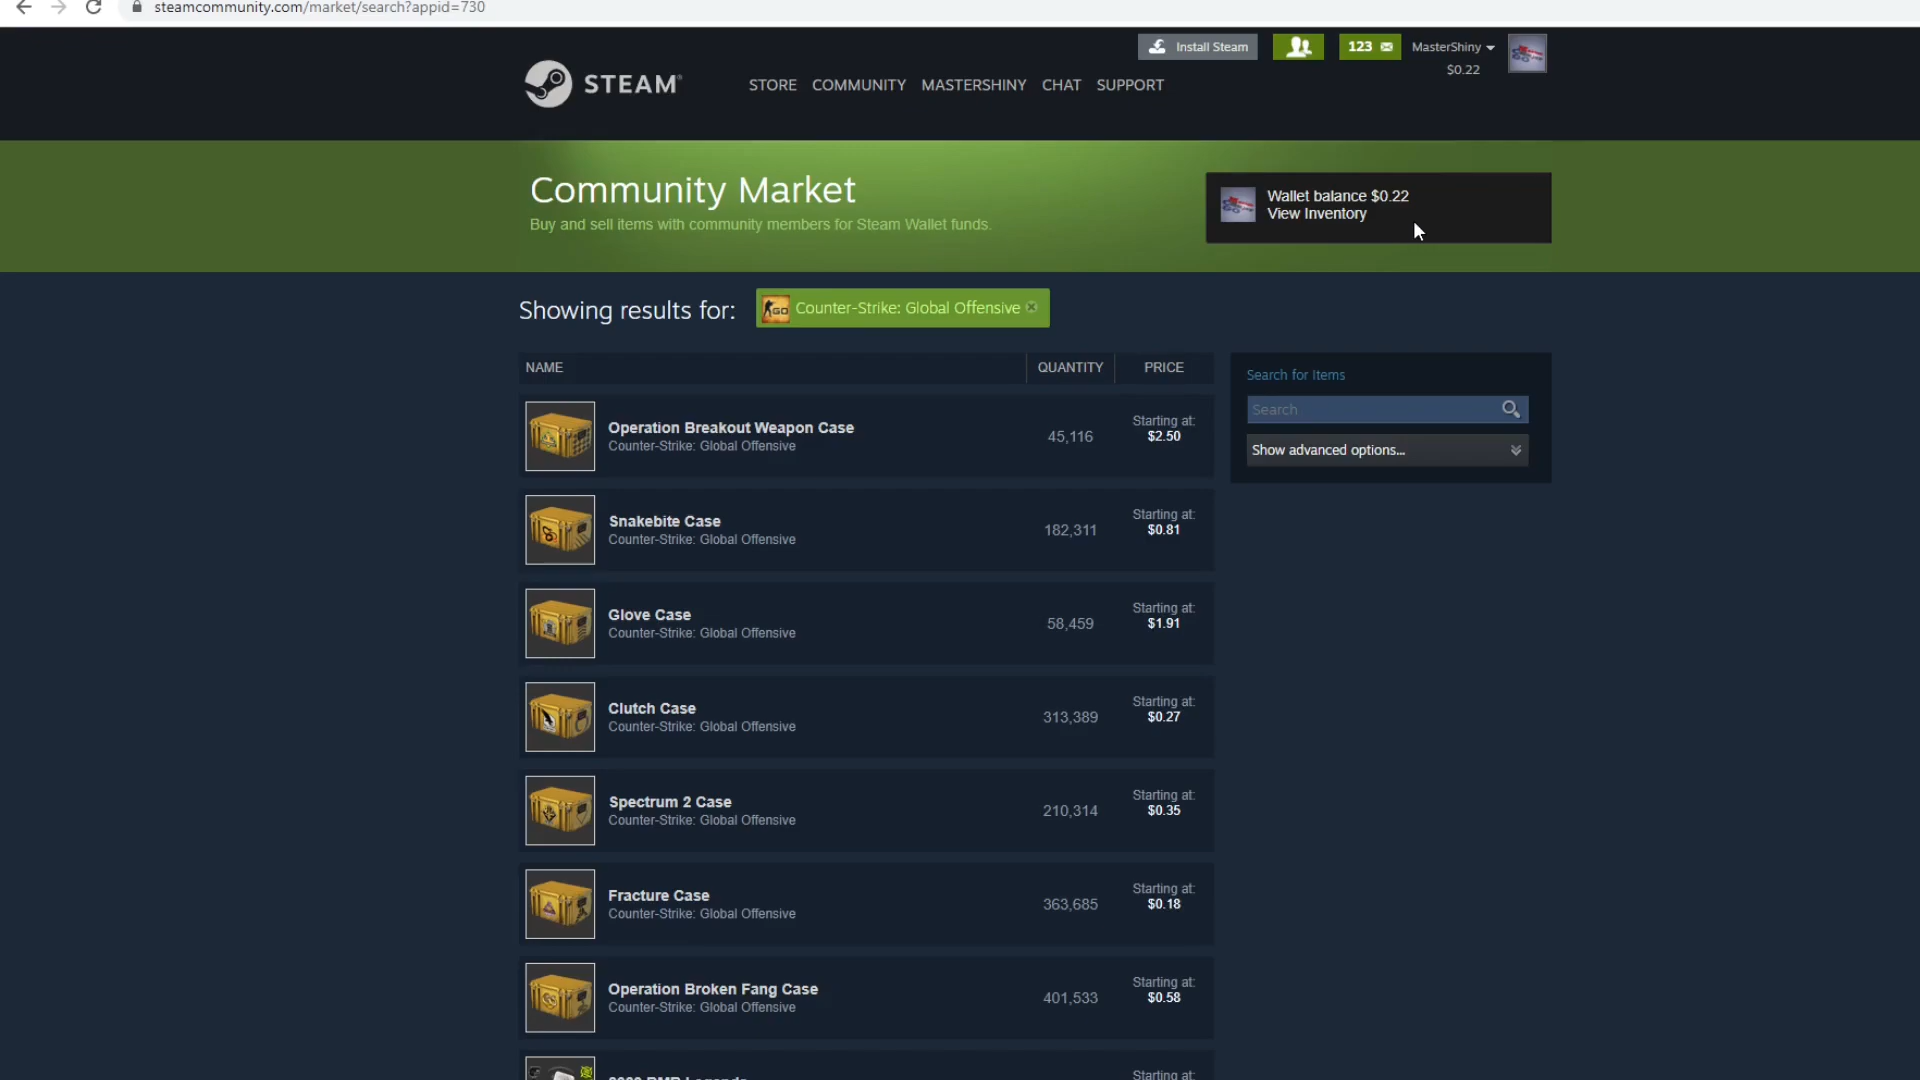 steamcommunity.com/market/search?appid=730
Install Steam
123
MasterShiny
$0.22
STEAM®
STORE COMMUNITY MASTERSHINY CHAT SUPPORT
Community Market
Buy and sell items with community members for Steam Wallet funds.
Wallet balance $0.22
View Inventory
Showing results for:
GO
Counter-Strike: Global Offensive
NAME QUANTITY PRICE
Operation Breakout Weapon Case
Counter-Strike: Global Offensive
45,116
Starting at:
$2.50
Snakebite Case
Counter-Strike: Global Offensive
182,311
Starting at:
$0.81
Glove Case
Counter-Strike: Global Offensive
58,459
Starting at:
$1.91
Clutch Case
Counter-Strike: Global Offensive
313,389
Starting at:
$0.27
Spectrum 2 Case
Counter-Strike: Global Offensive
210,314
Starting at:
$0.35
Fracture Case
Counter-Strike: Global Offensive
363,685
Starting at:
$0.18
Operation Broken Fang Case
Counter-Strike: Global Offensive
401,533
Starting at:
$0.58
2020 RMR Legends
Starting at:
Search for Items
Search
Show advanced options...